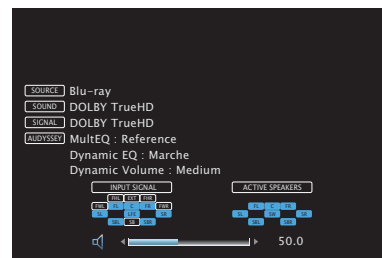 SOURCE Blu-ray
SOUND DOLBY TrueHD
SIGNAL DOLBY TrueHD
AUDYSSEY MultEQ : Reference
Dynamic EQ : Marche
Dynamic Volume : Medium
INPUT SIGNAL ACTIVE SPEAKERS
FHL EXT FHR
FWL FL C FR FWR FL C FR
SL LFE SR SL SW SR
SBL SB SBR SBL SBR
50.0